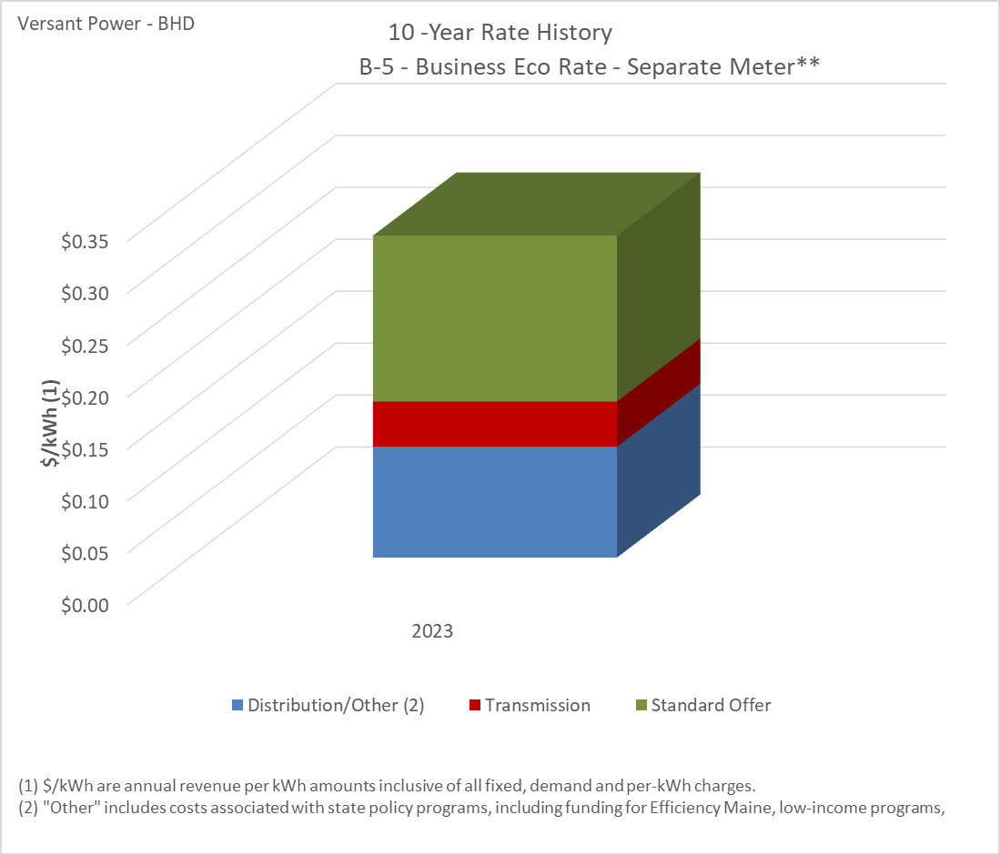 Versant Power - BHD
10 -Year Rate History
B-5 - Business Eco Rate - Separate Meter**
$/kWh (1)
$0.35
$0.30
$0.25
$0.20
$0.15
$0.10
$0.05
$0.00
2023
Distribution/Other (2)
Transmission
Standard Offer
(1) $/kWh are annual revenue per kWh amounts inclusive of all fixed, demand and per-kWh charges.
(2) "Other" includes costs associated with state policy programs, including funding for Efficiency Maine, low-income programs,